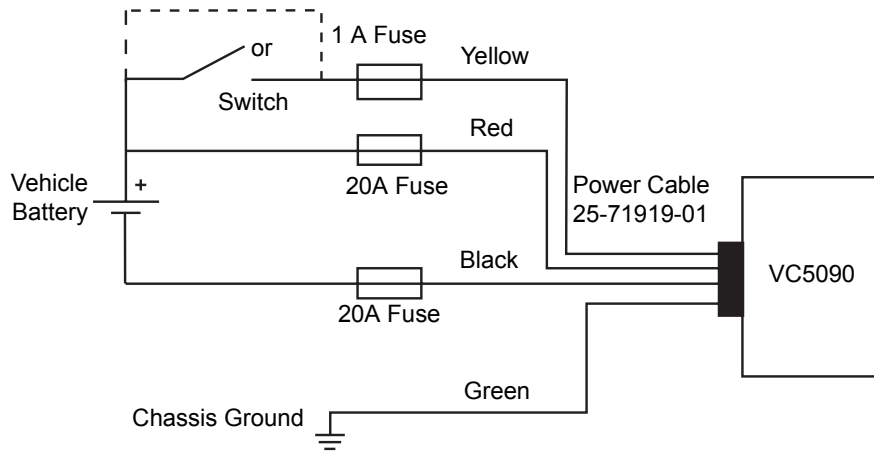 or
1 A Fuse
Yellow
Switch
Red
20A Fuse
Vehicle
Battery
+
Power Cable
25-71919-01
Black
VC5090
20A Fuse
Green
Chassis Ground